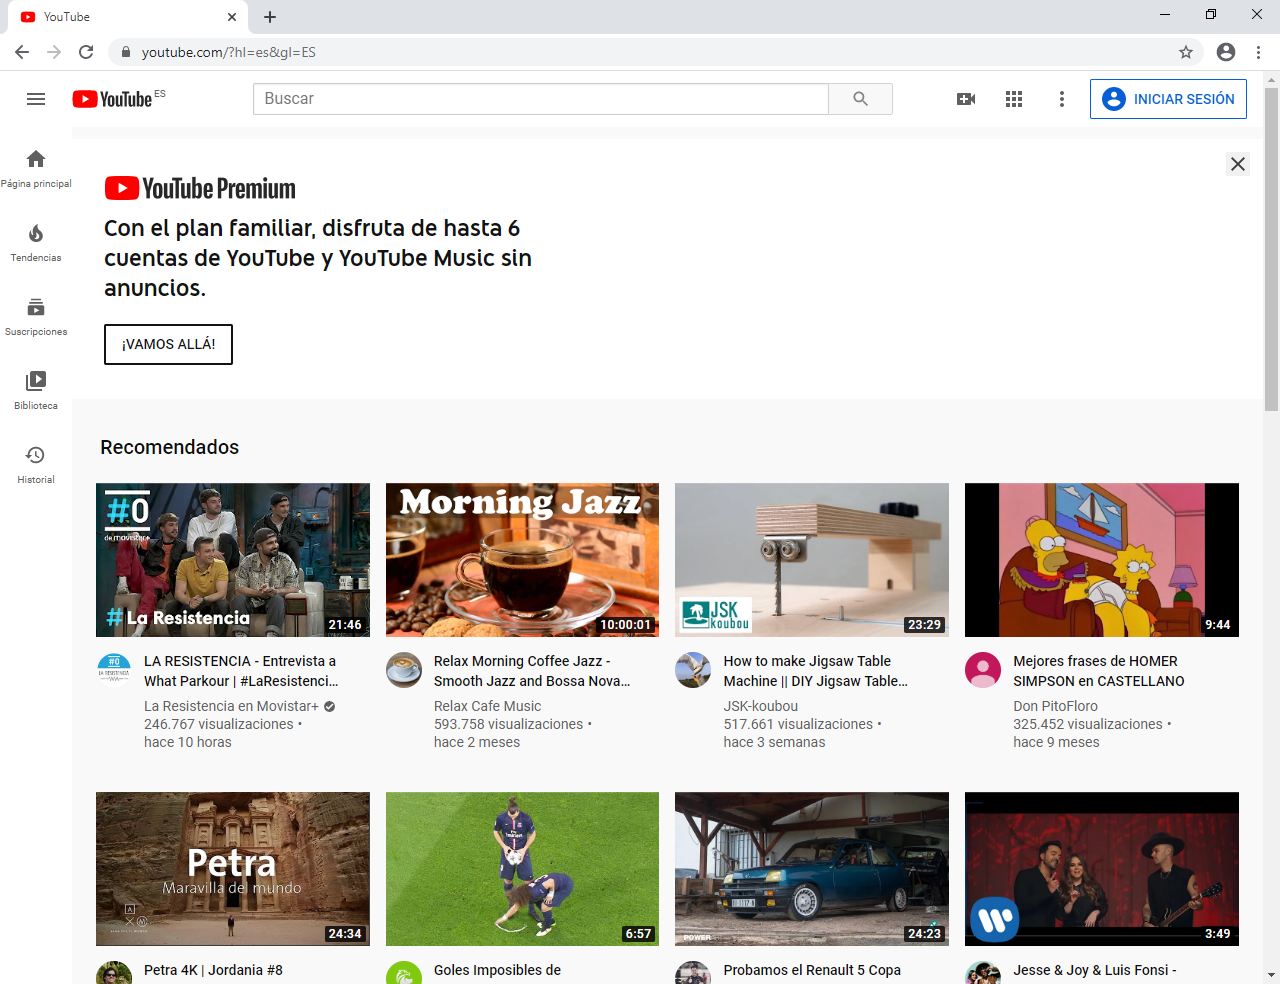 YouTube
youtube.com/?hl=es&gl=ES
YouTube ES
Buscar
INICIAR SESIÓN
Página principal
Tendencias
Suscripciones
Biblioteca
Historial
YouTube Premium
Con el plan familiar, disfruta de hasta 6
cuentas de YouTube y YouTube Music sin
anuncios.
¡VAMOS ALLÁ!
Recomendados
#0
de movistar+
#La Resistencia
21:46
Morning Jazz
10:00:01
JSK
koubou
23:29
9:44
LA RESISTENCIA - Entrevista a
What Parkour | #LaResistenci...
La Resistencia en Movistar+
246.767 visualizaciones •
hace 10 horas
Relax Morning Coffee Jazz -
Smooth Jazz and Bossa Nova...
Relax Cafe Music
593.758 visualizaciones •
hace 2 meses
How to make Jigsaw Table
Machine || DIY Jigsaw Table...
JSK-koubou
517.661 visualizaciones •
hace 3 semanas
Mejores frases de HOMER
SIMPSON en CASTELLANO
Don PitoFloro
325.452 visualizaciones •
hace 9 meses
Petra
Maravilla del mundo
24:34
6:57
POWER
24:23
3:49
Petra 4K | Jordania #8
Goles Imposibles de
Probamos el Renault 5 Copa
Jesse & Joy & Luis Fonsi -